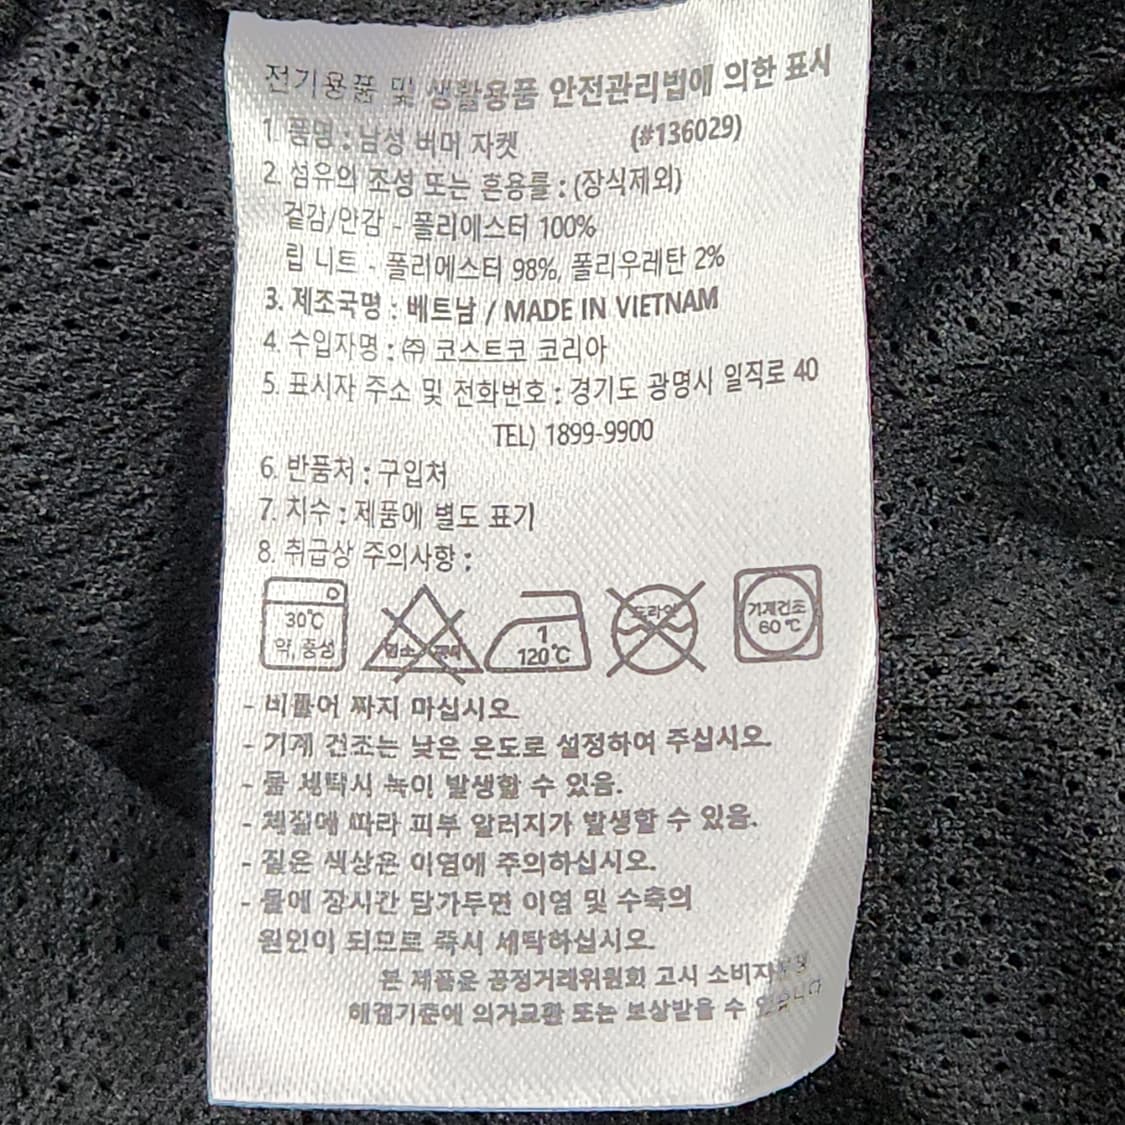 전기용품 및 생활용품 안전관리법에 의한 표시
1. 품명 : 남성 버머 자켓 (#136029)
2. 섬유의 조성 또는 혼용률 : (장식제외)
겉감/안감 - 폴리에스터 100%
립 니트 - 폴리에스터 98%, 폴리우레탄 2%
3. 제조국명 : 베트남 / MADE IN VIETNAM
4. 수입자명 : ㈜ 코스트코 코리아
5. 표시자 주소 및 전화번호 : 경기도 광명시 일직로 40
TEL) 1899-9900
6. 반품처 : 구입처
7. 치수 : 제품에 별도 표기
8. 취급상 주의사항 :
30℃
약, 중성
염소 표백
1
120℃
드라이
기계건조
60℃
- 비틀어 짜지 마십시오.
- 기계 건조는 낮은 온도로 설정하여 주십시오.
- 물 세탁시 녹이 발생할 수 있음.
- 체질에 따라 피부 알러지가 발생할 수 있음.
- 짙은 색상은 이염에 주의하십시오.
- 물에 장시간 담가두면 이염 및 수축의
원인이 되므로 즉시 세탁하십시오.
본 제품은 공정거래위원회 고시 소비자분쟁
해결기준에 의거교환 또는 보상받을 수 있습니다